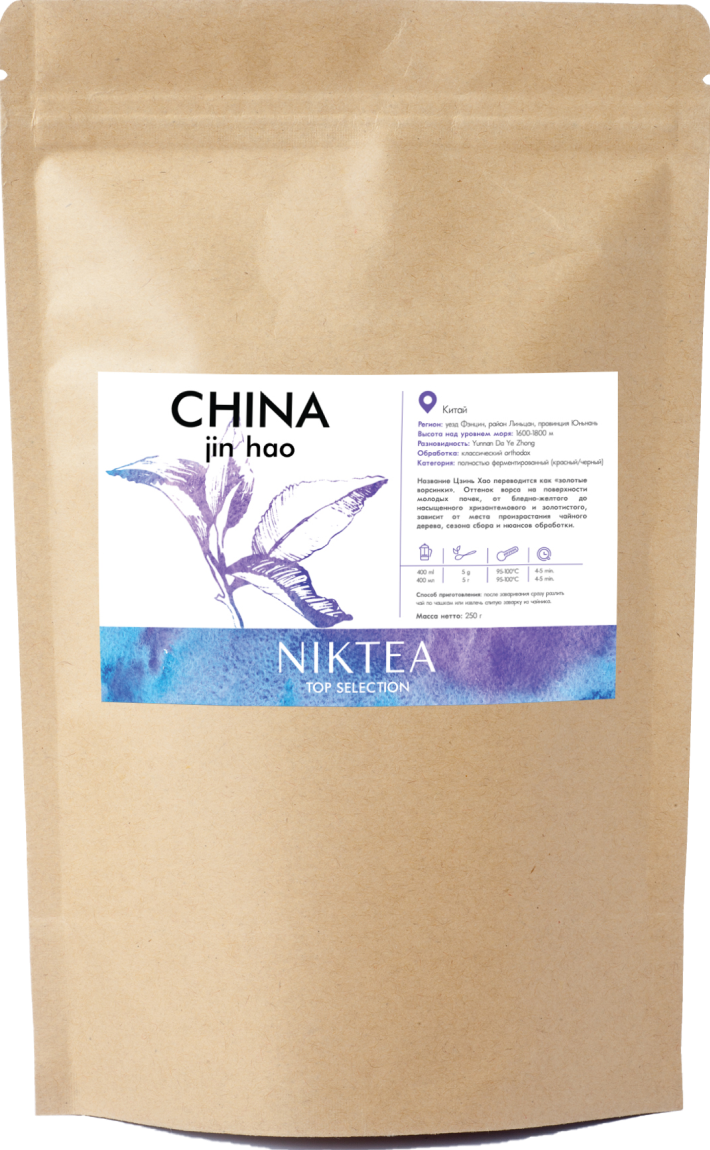 CHINA
jin hao
Китай
Регион: уезд Фэнцин, район Линьцан, провинция Юньнань
Высота над уровнем моря: 1600-1800 м
Разновидность: Yunnan Da Ye Zhong
Обработка: классический orthodox
Категория: полностью ферментированный (красный/черный)
Название Цзинь Хао переводится как «золотые
ворсинки». Оттенок ворса на поверхности
молодых почек, от бледно-желтого до
насыщенного хризантемового и золотистого,
зависит от места произрастания чайного
дерева, сезона сбора и нюансов обработки.
400 ml 5 g 95-100°C 4-5 min.
400 мл 5 г 95-100°C 4-5 min.
Способ приготовления: после заваривания сразу разлить
чай по чашкам или извлечь спитую заварку из чайника.
Масса нетто: 250 г
NIKTEA
TOP SELECTION